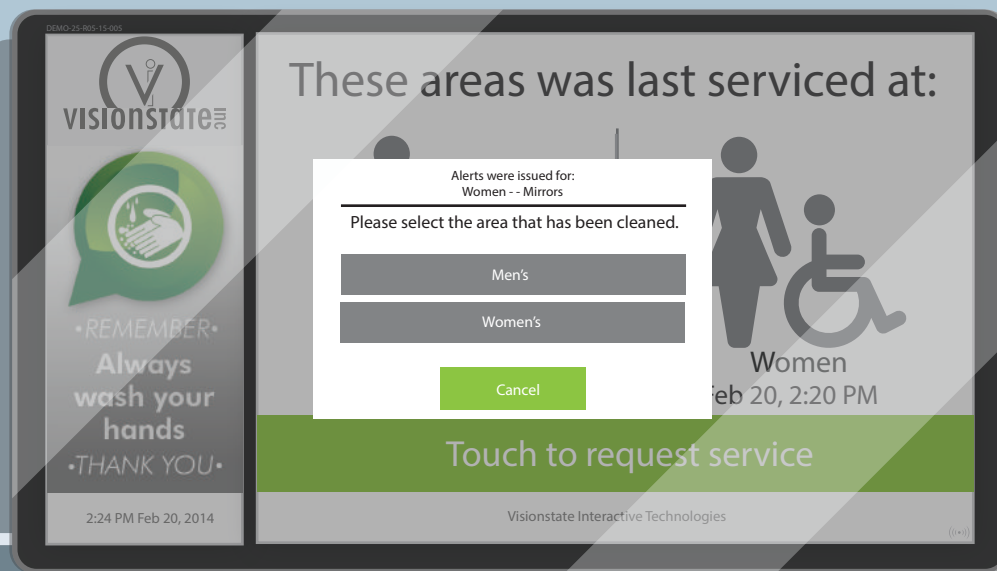 DEMO-25-R05-15-005
VISIONSTATE INC
•REMEMBER•
Always
wash your
hands
•THANK YOU•
2:24 PM Feb 20, 2014
These areas was last serviced at:
Alerts were issued for:
Women - - Mirrors
Please select the area that has been cleaned.
Men's
Women's
Cancel
Women
Feb 20, 2:20 PM
Touch to request service
Visionstate Interactive Technologies